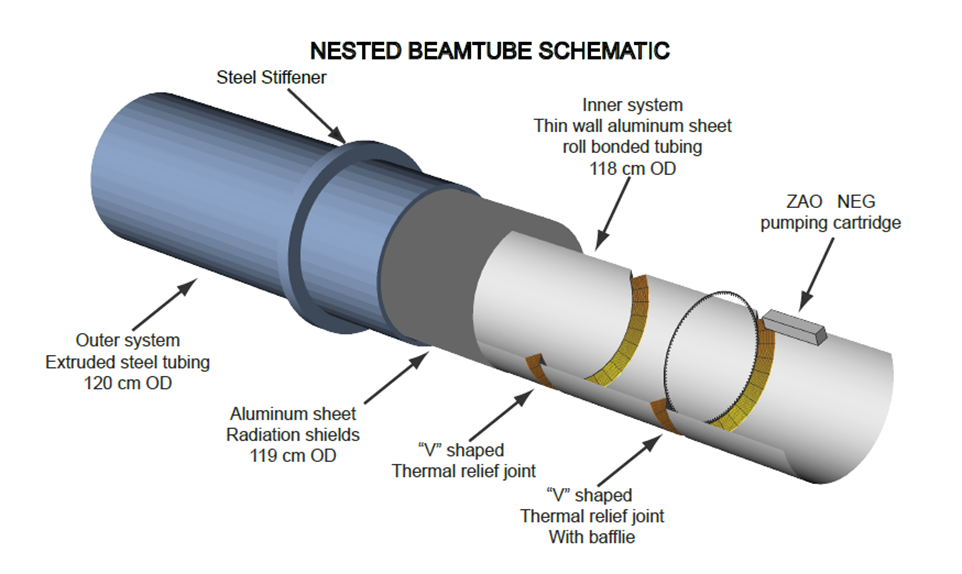 NESTED BEAMTUBE SCHEMATIC
Steel Stiffener
Inner system
Thin wall aluminum sheet
roll bonded tubing
118 cm OD
ZAO NEG
pumping cartridge
Outer system
Extruded steel tubing
120 cm OD
Aluminum sheet
Radiation shields
119 cm OD
“V” shaped
Thermal relief joint
“V” shaped
Thermal relief joint
With bafflie